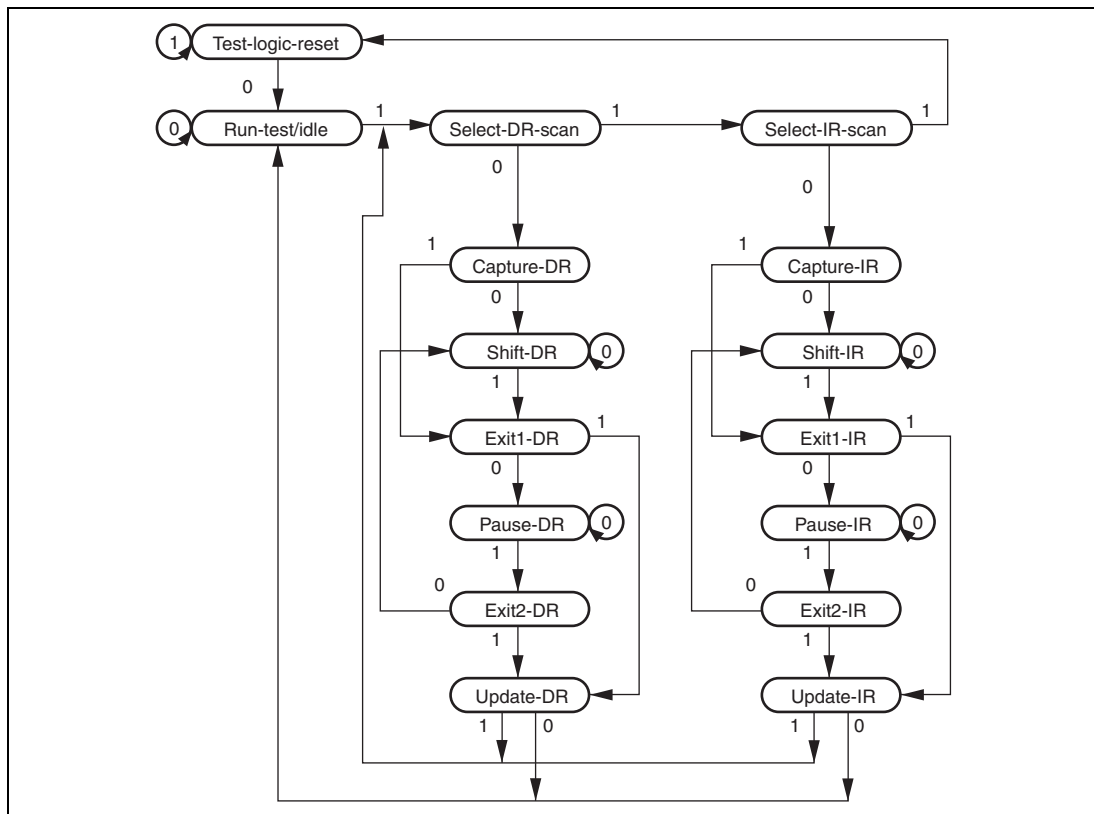 1 Test-logic-reset
0
0 Run-test/idle 1 Select-DR-scan 1 Select-IR-scan 1
0 0
1 1
Capture-DR Capture-IR
0 0
Shift-DR 0 Shift-IR 0
1 1
Exit1-DR 1 Exit1-IR 1
0 0
Pause-DR 0 Pause-IR 0
1 1
0 0
Exit2-DR Exit2-IR
1 1
Update-DR Update-IR
1 0 1 0